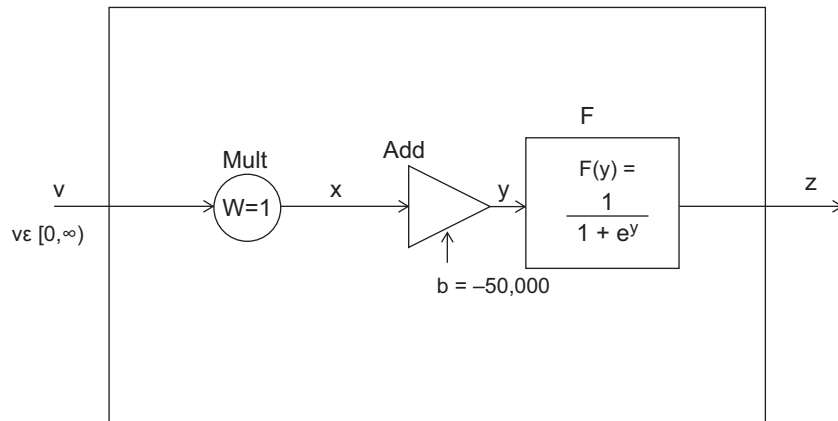 F
Mult
Add
F(y) =
v
W=1
x
y
1
1 + e^y
z
vε [0,∞)
b = –50,000